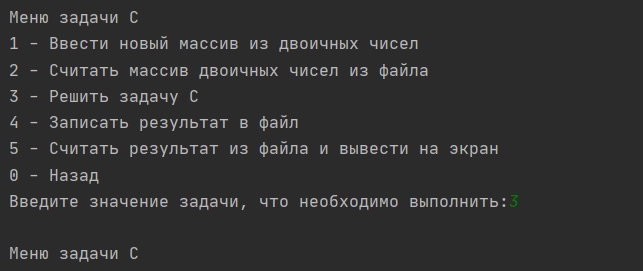 Меню задачи C
1 - Ввести новый массив из двоичных чисел
2 - Считать массив двоичных чисел из файла
3 - Решить задачу C
4 - Записать результат в файл
5 - Считать результат из файла и вывести на экран
0 - Назад
Введите значение задачи, что необходимо выполнить:3
Меню задачи C